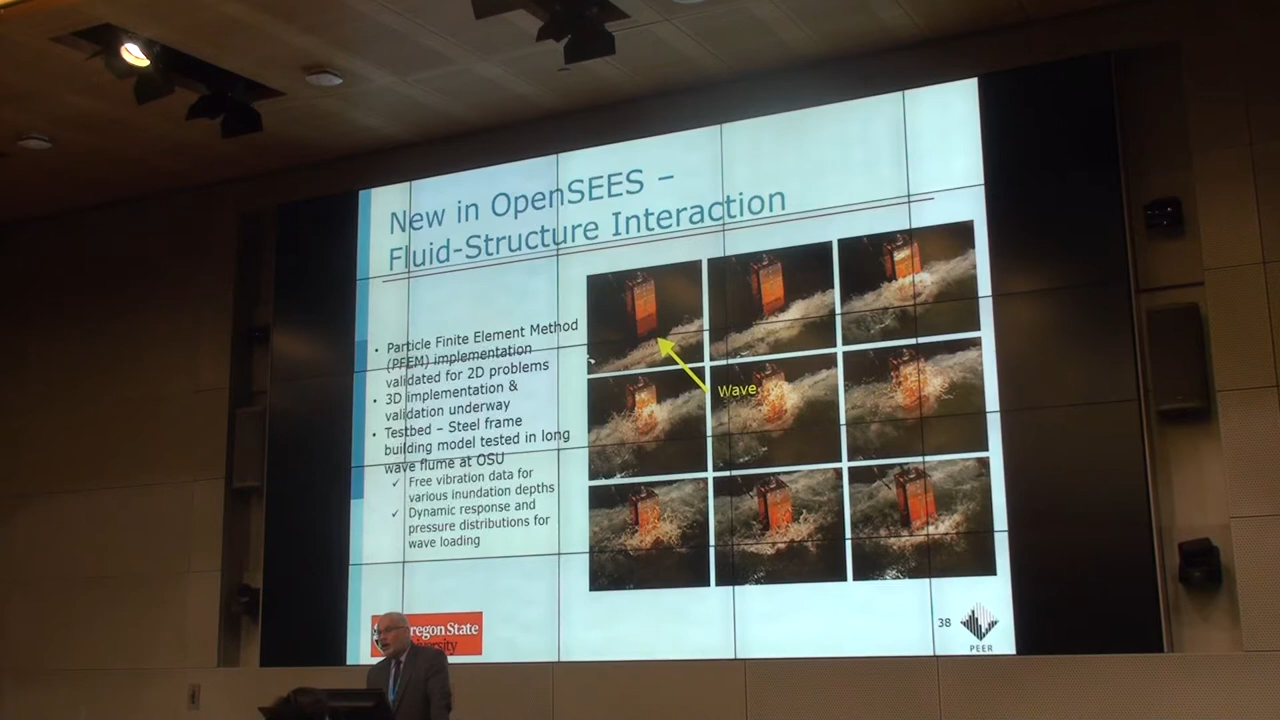 New in OpenSEES –
Fluid-Structure Interaction
• Particle Finite Element Method
(PFEM) implementation
validated for 2D problems
• 3D implementation &
validation underway
• Testbed – Steel frame
building model tested in long
wave flume at OSU
✓ Free vibration data for
various inundation depths
✓ Dynamic response and
pressure distributions for
wave loading
Wave
regon State
versity
38
PEER